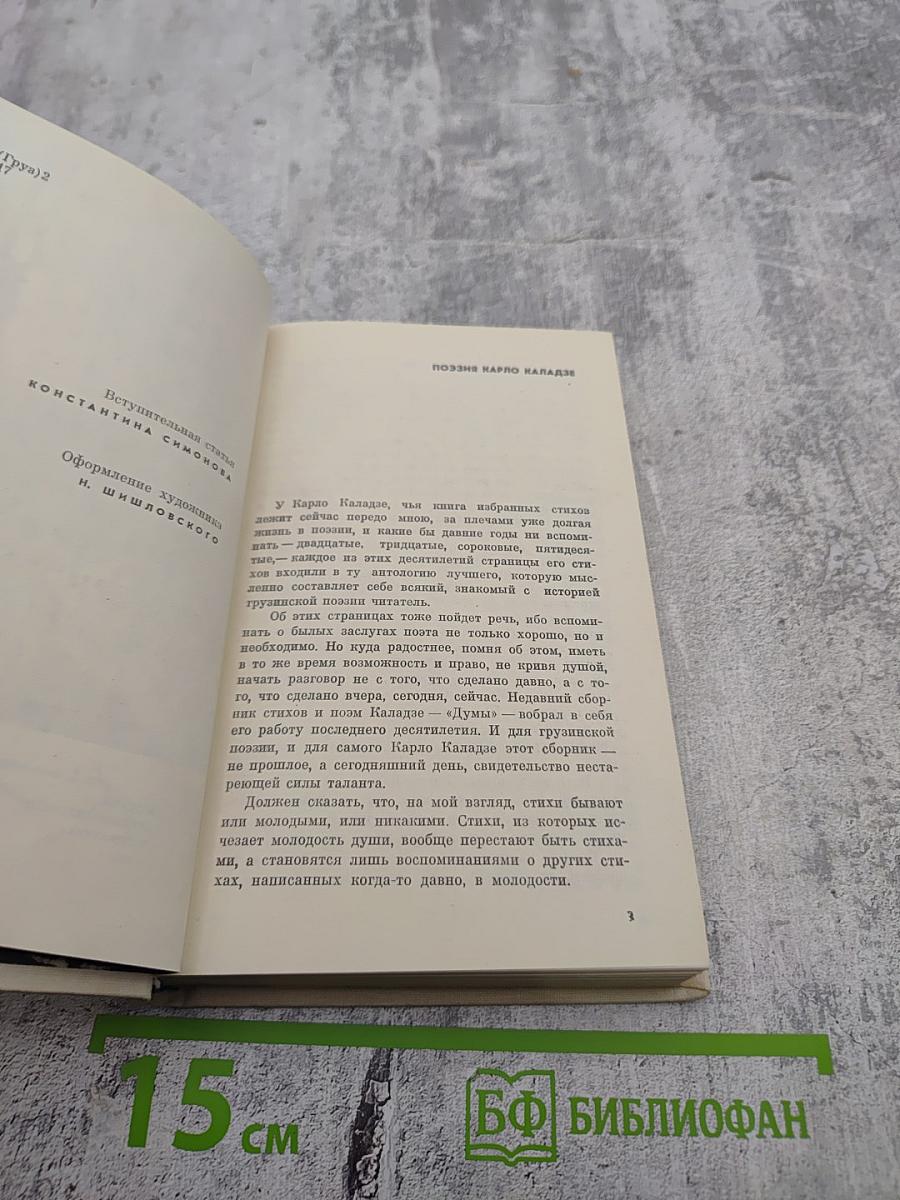 (Груз)2
17
Вступительная статья
КОНСТАНТИНА СИМОНОВА
Оформление художника
Н. ШИШЛОВСКОГО
ПОЭЗИЯ КАРЛО КАЛАДЗЕ
У Карло Каладзе, чья книга избранных стихов
лежит сейчас передо мною, за плечами уже долгая
жизнь в поэзии, и какие бы давние годы ни вспоми-
нать — двадцатые, тридцатые, сороковые, пятидеся-
тые,— каждое из этих десятилетий страницы его сти-
хов входили в ту антологию лучшего, которую мыс-
ленно составляет себе всякий, знакомый с историей
грузинской поэзии читатель.
Об этих страницах тоже пойдет речь, ибо вспоми-
нать о былых заслугах поэта не только хорошо, но и
необходимо. Но куда радостнее, помня об этом, иметь
в то же время возможность и право, не кривя душой,
начать разговор не с того, что сделано давно, а с то-
го, что сделано вчера, сегодня, сейчас. Недавний сбор-
ник стихов и поэм Каладзе — «Думы» — вобрал в себя
его работу последнего десятилетия. И для грузинской
поэзии, и для самого Карло Каладзе этот сборник —
не прошлое, а сегодняшний день, свидетельство неста-
реющей силы таланта.
Должен сказать, что, на мой взгляд, стихи бывают
или молодыми, или никакими. Стихи, из которых ис-
чезает молодость души, вообще перестают быть стиха-
ми, а становятся лишь воспоминаниями о других сти-
хах, написанных когда-то давно, в молодости.
3
15 см
БФ БИБЛИОФАН